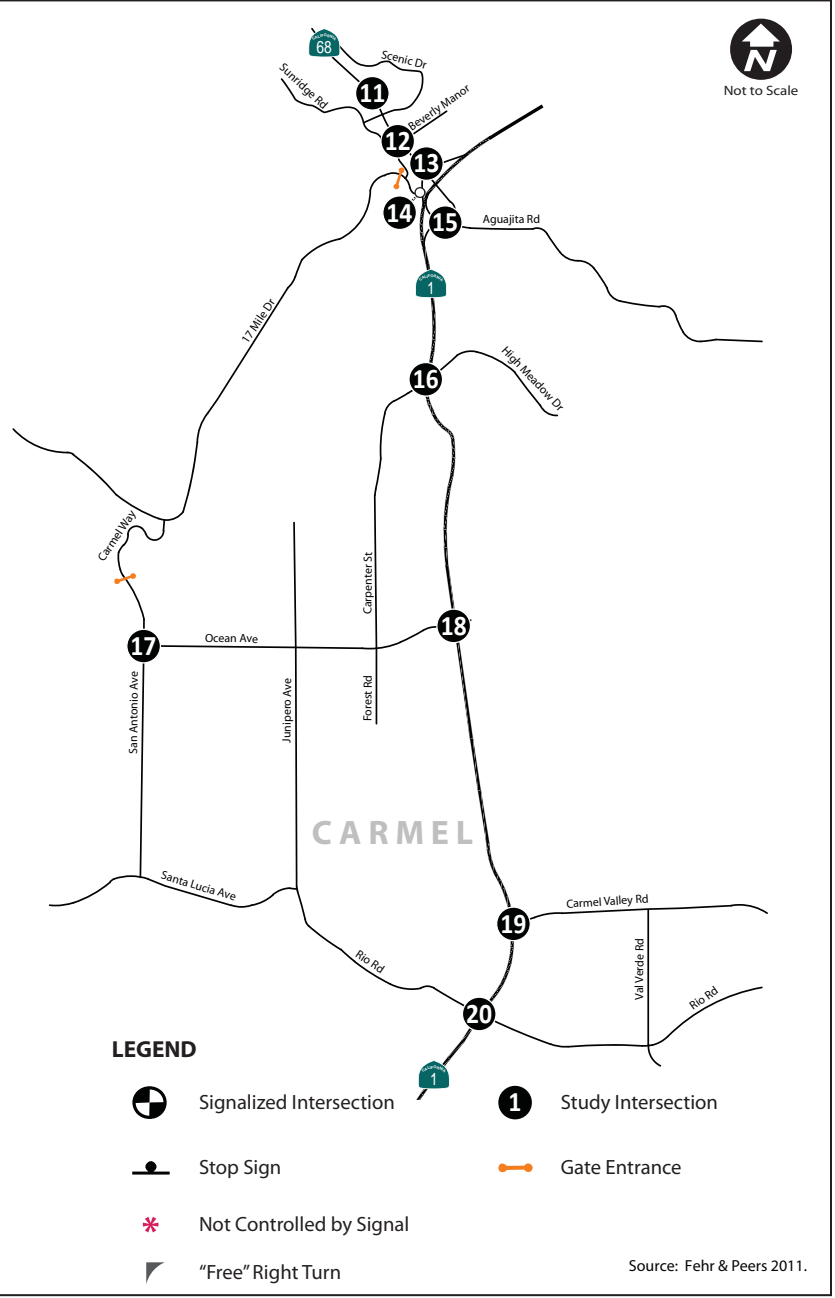 CALIFORNIA
68
Scenic Dr
N
Not to Scale
Sunridge Rd
11
Beverly Manor
12
13
14
15
Aguajita Rd
CALIFORNIA
1
17 Mile Dr
16
High Meadow Dr
Carmel Way
Carpenter St
18
17
Ocean Ave
San Antonio Ave
Junipero Ave
Forest Rd
CARMEL
Santa Lucia Ave
Carmel Valley Rd
19
Val Verde Rd
Rio Rd
Rio Rd
20
CALIFORNIA
1
LEGEND
Signalized Intersection
1 Study Intersection
Stop Sign
Gate Entrance
* Not Controlled by Signal
“Free” Right Turn
Source: Fehr & Peers 2011.